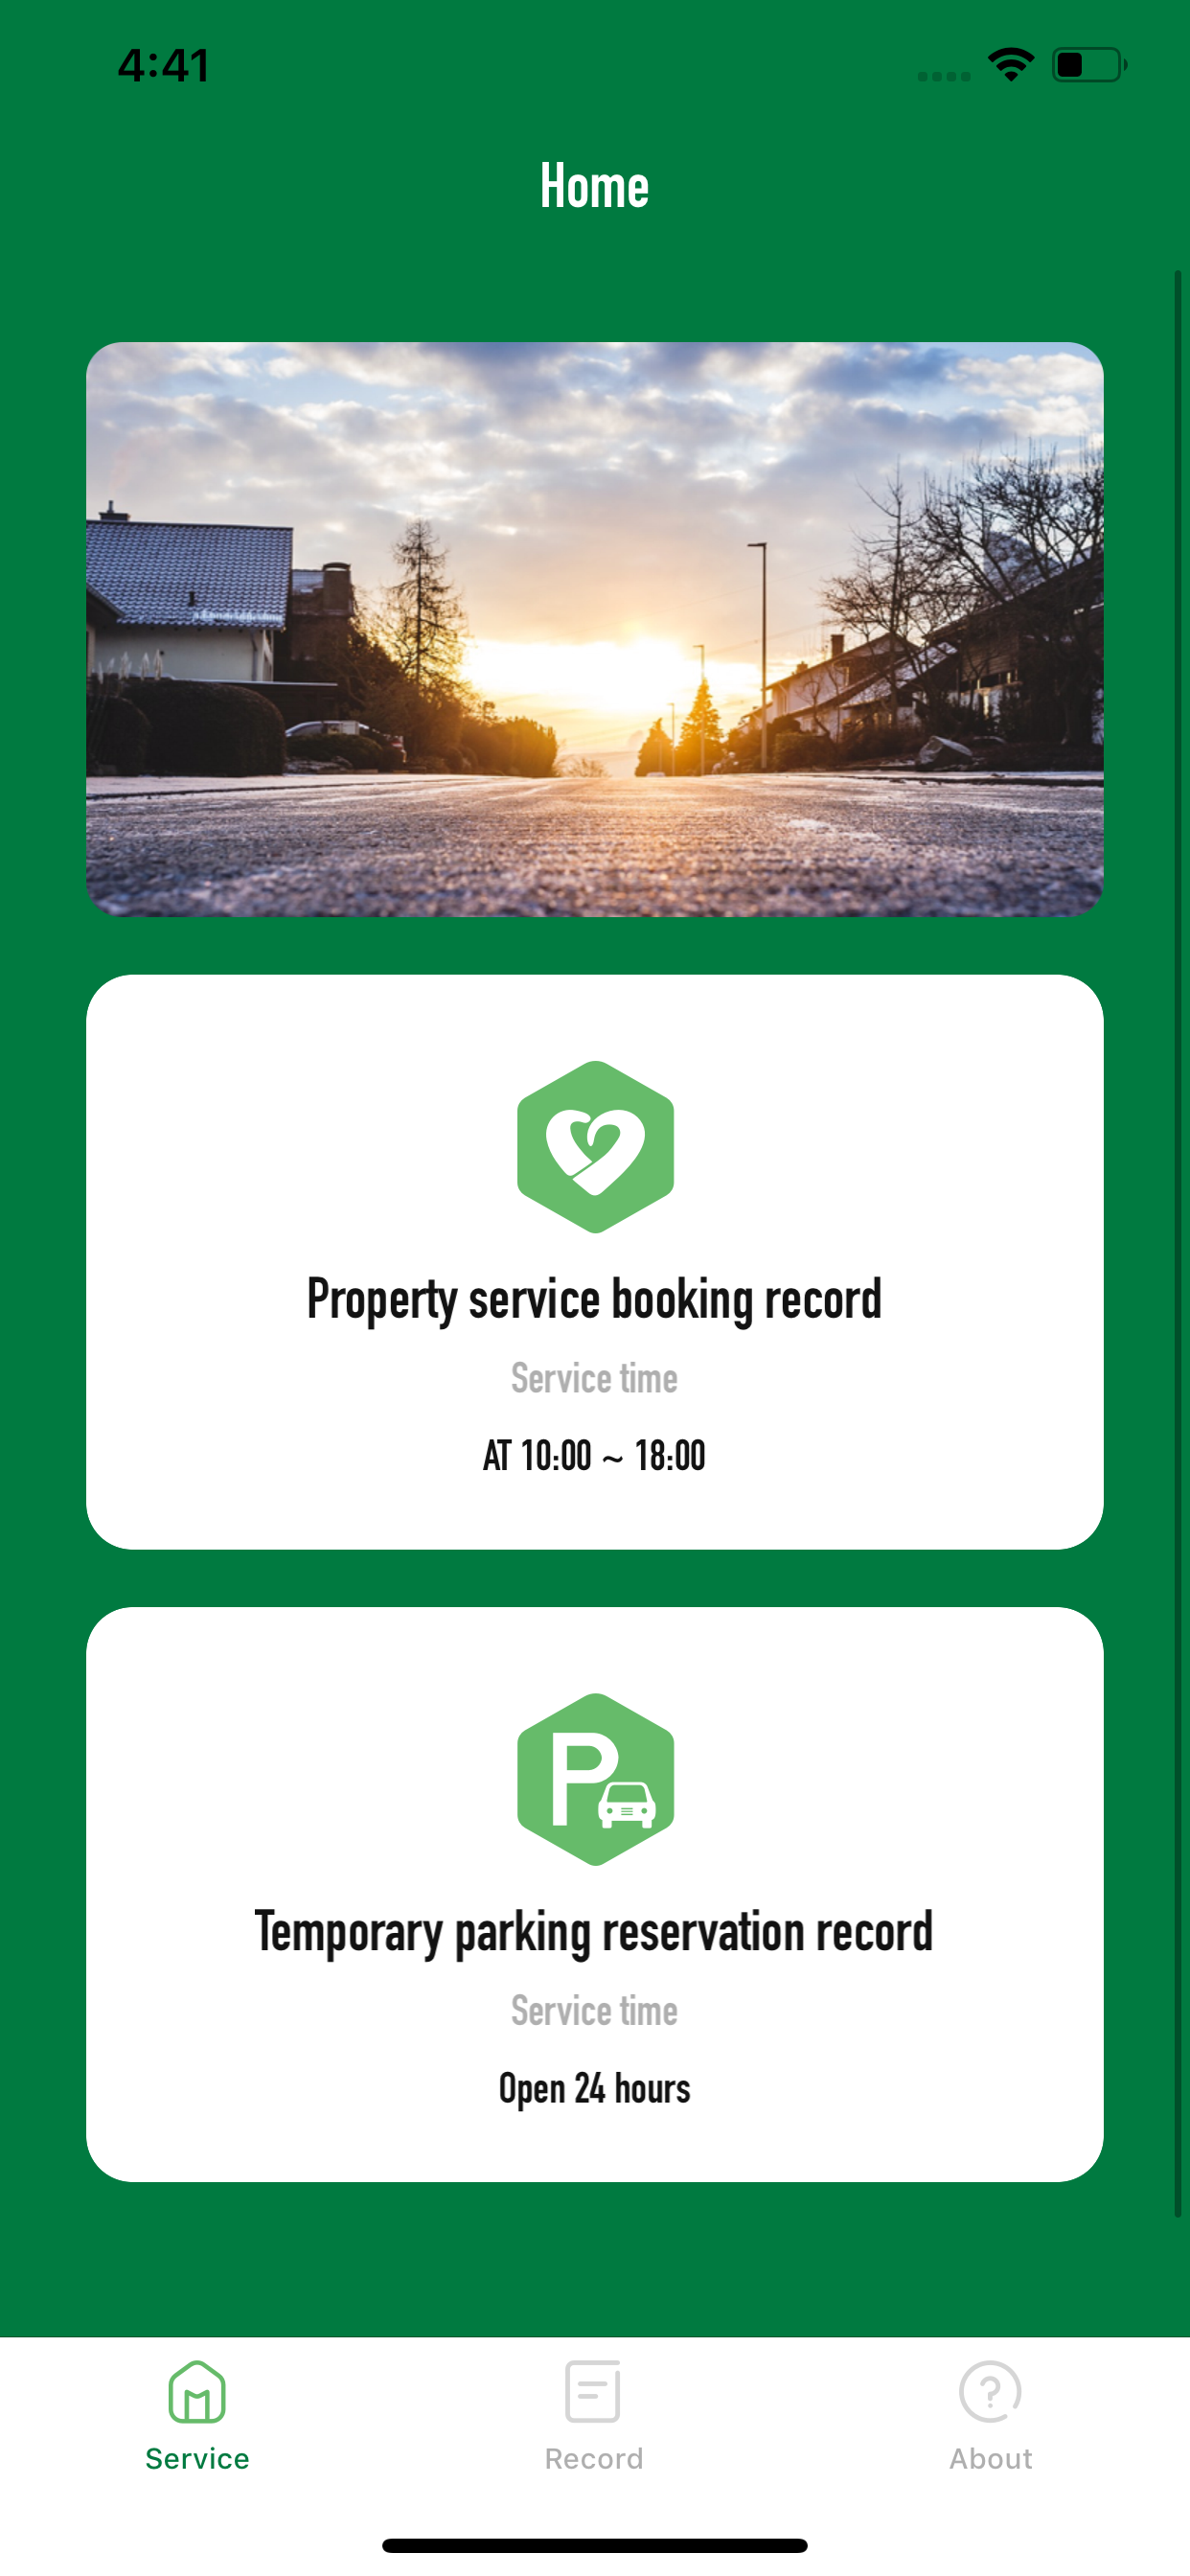 4:41
Home
Property service booking record
Service time
AT 10:00 ~ 18:00
P
Temporary parking reservation record
Service time
Open 24 hours
Service
Record
About